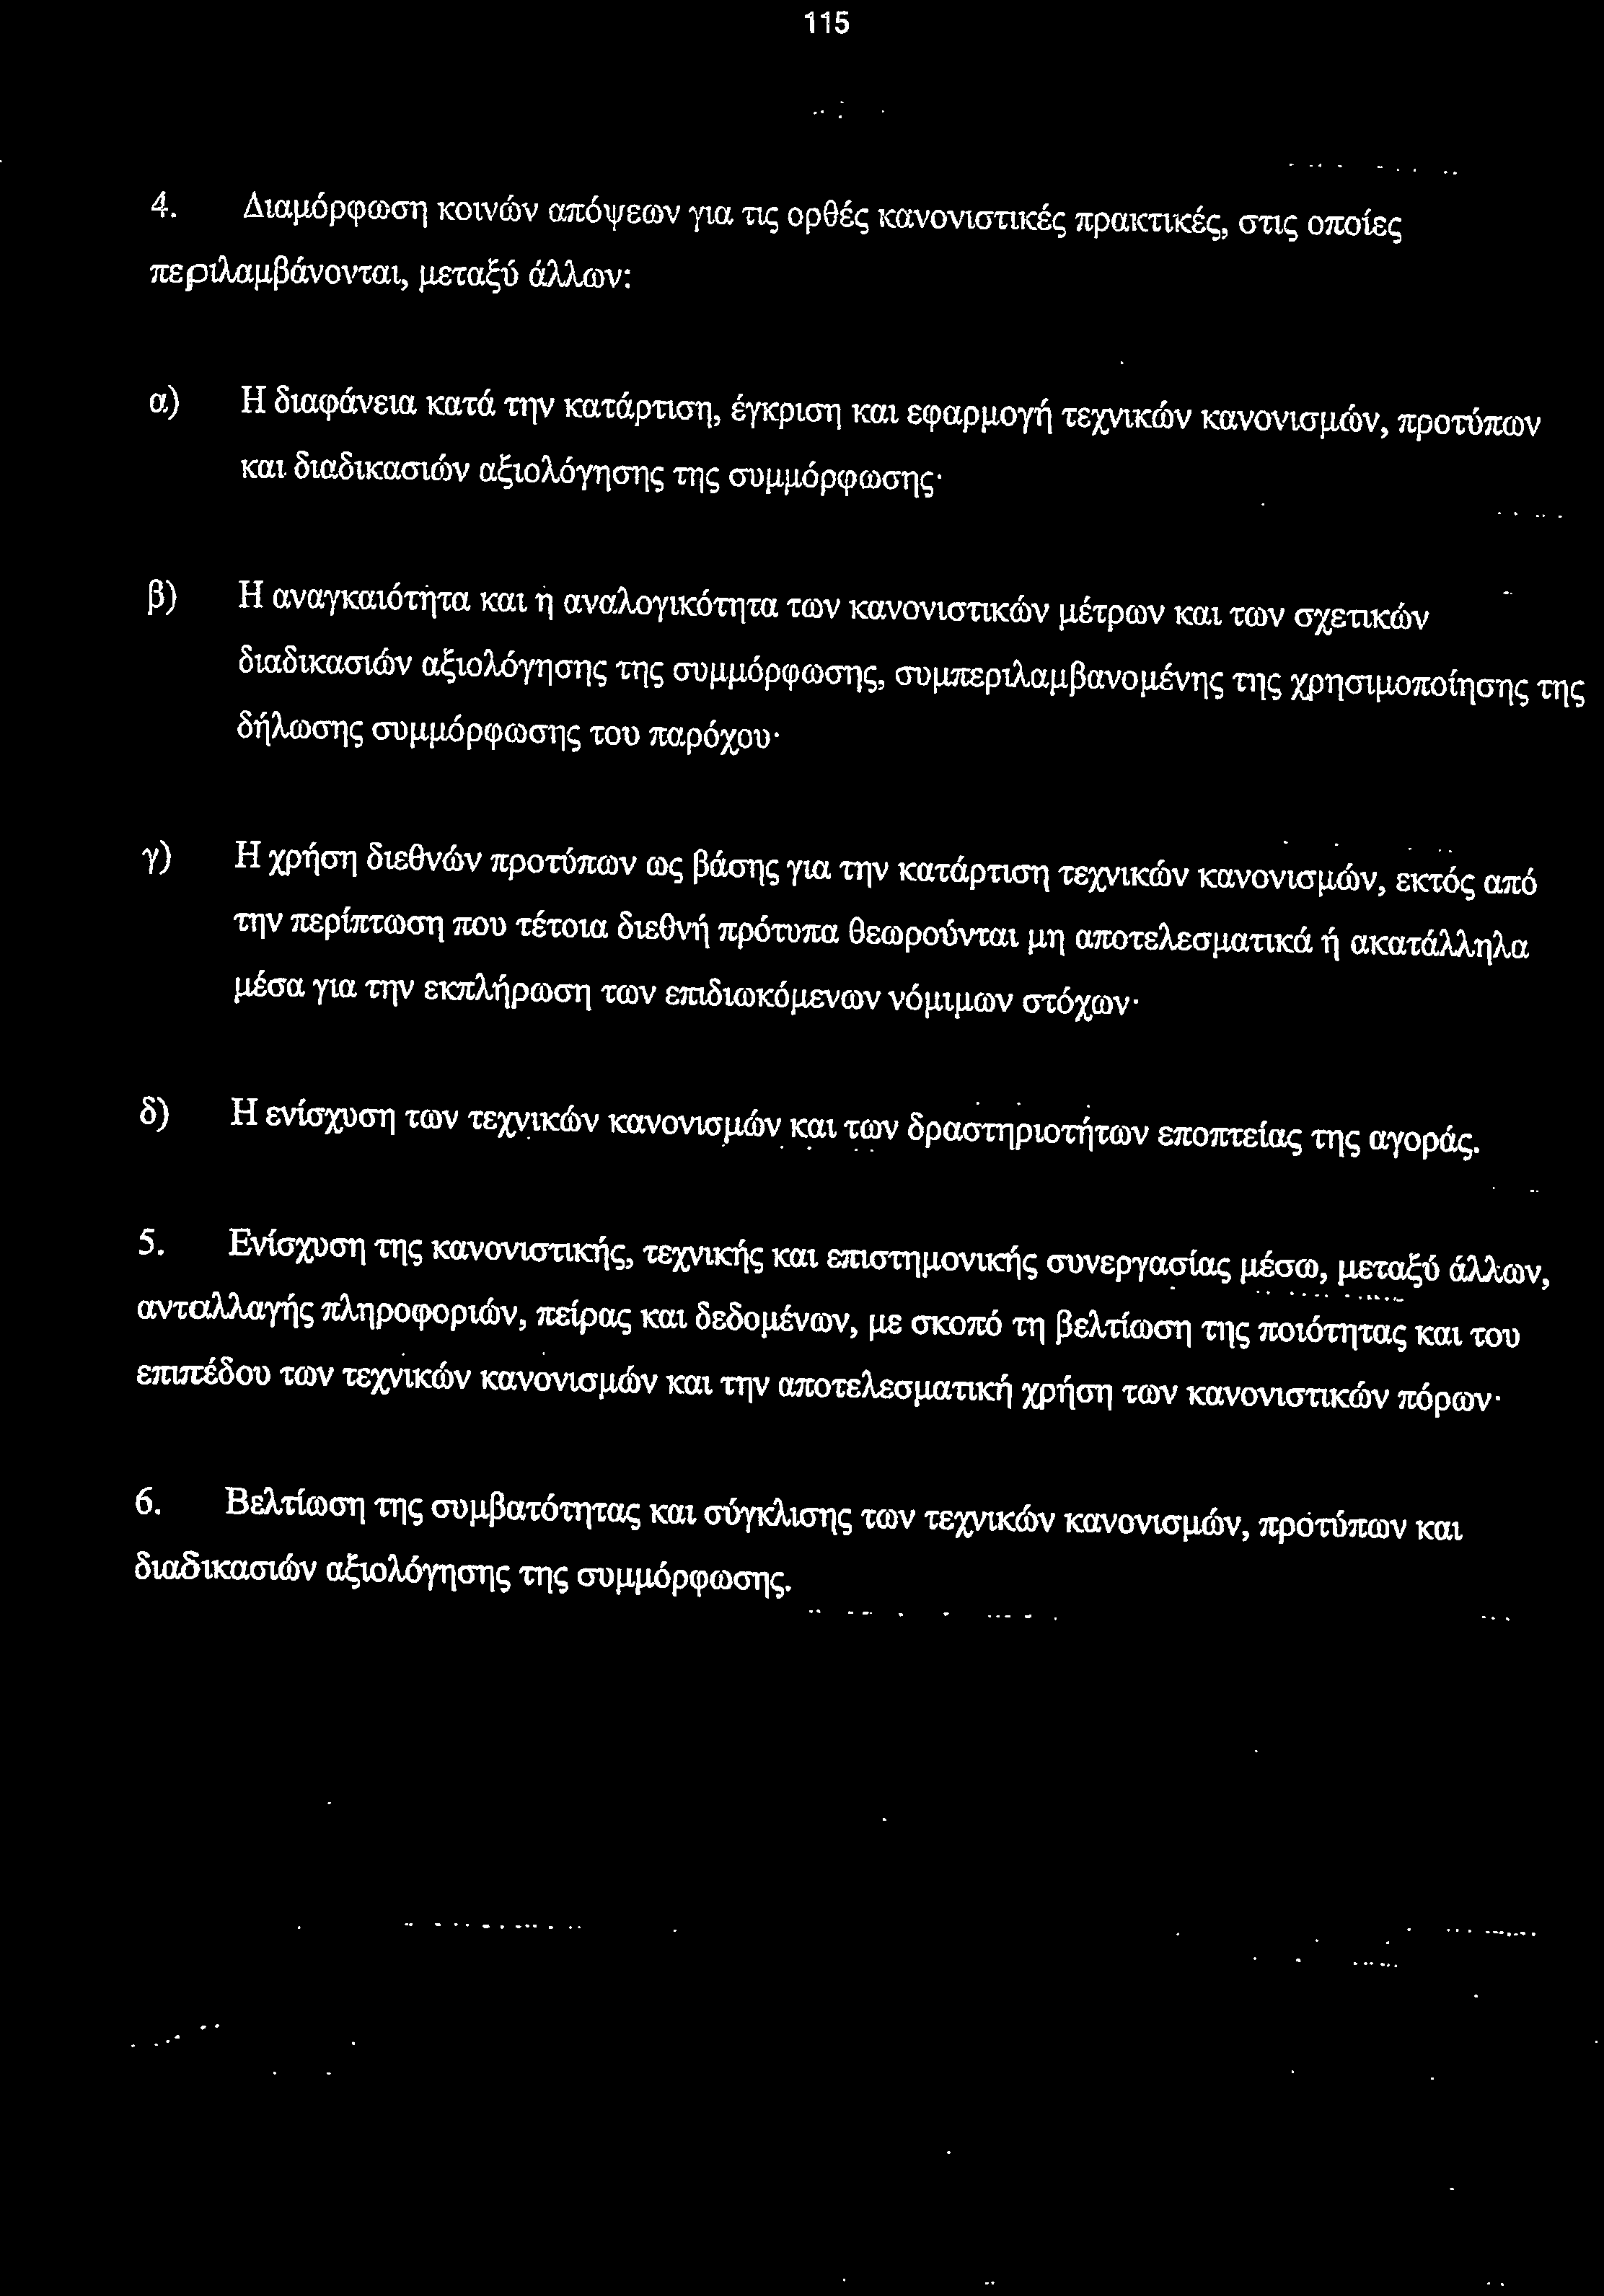 115
4. Διαμόρφωση κοινών απόψεων για τις ορθές κανονιστικές πρακτικές, στις οποίες
περιλαμβάνονται, μεταξύ άλλων:
α) Η διαφάνεια κατά την κατάρτιση, έγκριση και εφαρμογή τεχνικών κανονισμών, προτύπων
και διαδικασιών αξιολόγησης της συμμόρφωσης·
β) Η αναγκαιότητα και η αναλογικότητα των κανονιστικών μέτρων και των σχετικών
διαδικασιών αξιολόγησης της συμμόρφωσης, συμπεριλαμβανομένης της χρησιμοποίησης της
δήλωσης συμμόρφωσης του παρόχου·
γ) Η χρήση διεθνών προτύπων ως βάσης για την κατάρτιση τεχνικών κανονισμών, εκτός από
την περίπτωση που τέτοια διεθνή πρότυπα θεωρούνται μη αποτελεσματικά ή ακατάλληλα
μέσα για την εκπλήρωση των επιδιωκόμενων νόμιμων στόχων·
δ) Η ενίσχυση των τεχνικών κανονισμών και των δραστηριοτήτων εποπτείας της αγοράς.
5. Ενίσχυση της κανονιστικής, τεχνικής και επιστημονικής συνεργασίας μέσω, μεταξύ άλλων,
ανταλλαγής πληροφοριών, πείρας και δεδομένων, με σκοπό τη βελτίωση της ποιότητας και του
επιπέδου των τεχνικών κανονισμών και την αποτελεσματική χρήση των κανονιστικών πόρων·
6. Βελτίωση της συμβατότητας και σύγκλισης των τεχνικών κανονισμών, προτύπων και
διαδικασιών αξιολόγησης της συμμόρφωσης.